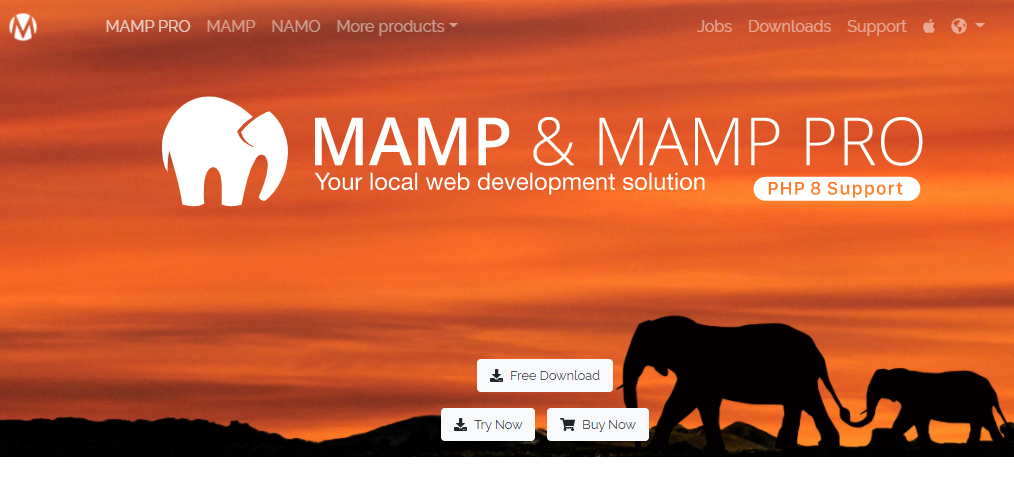 MAMP PRO MAMP NAMO More products Jobs Downloads Support
MAMP & MAMP PRO
Your local web development solution
PHP 8 Support
Free Download
Try Now Buy Now